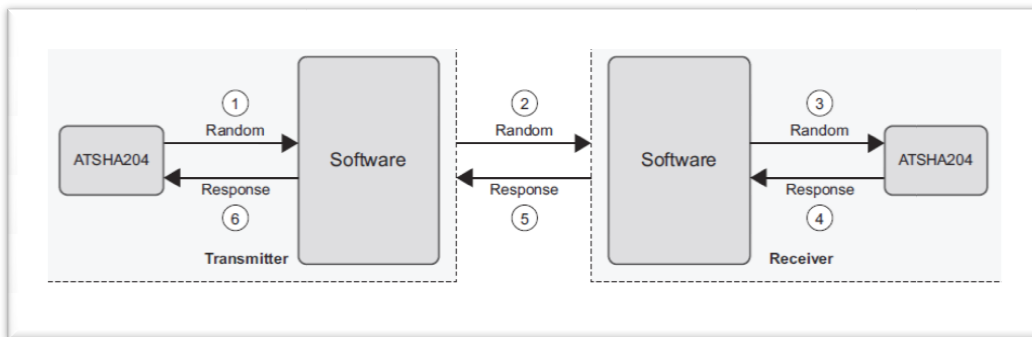 1
Random
2
Random
3
Random
ATSHA204
Software
Software
ATSHA204
Response
6
Response
5
Response
4
Transmitter
Receiver